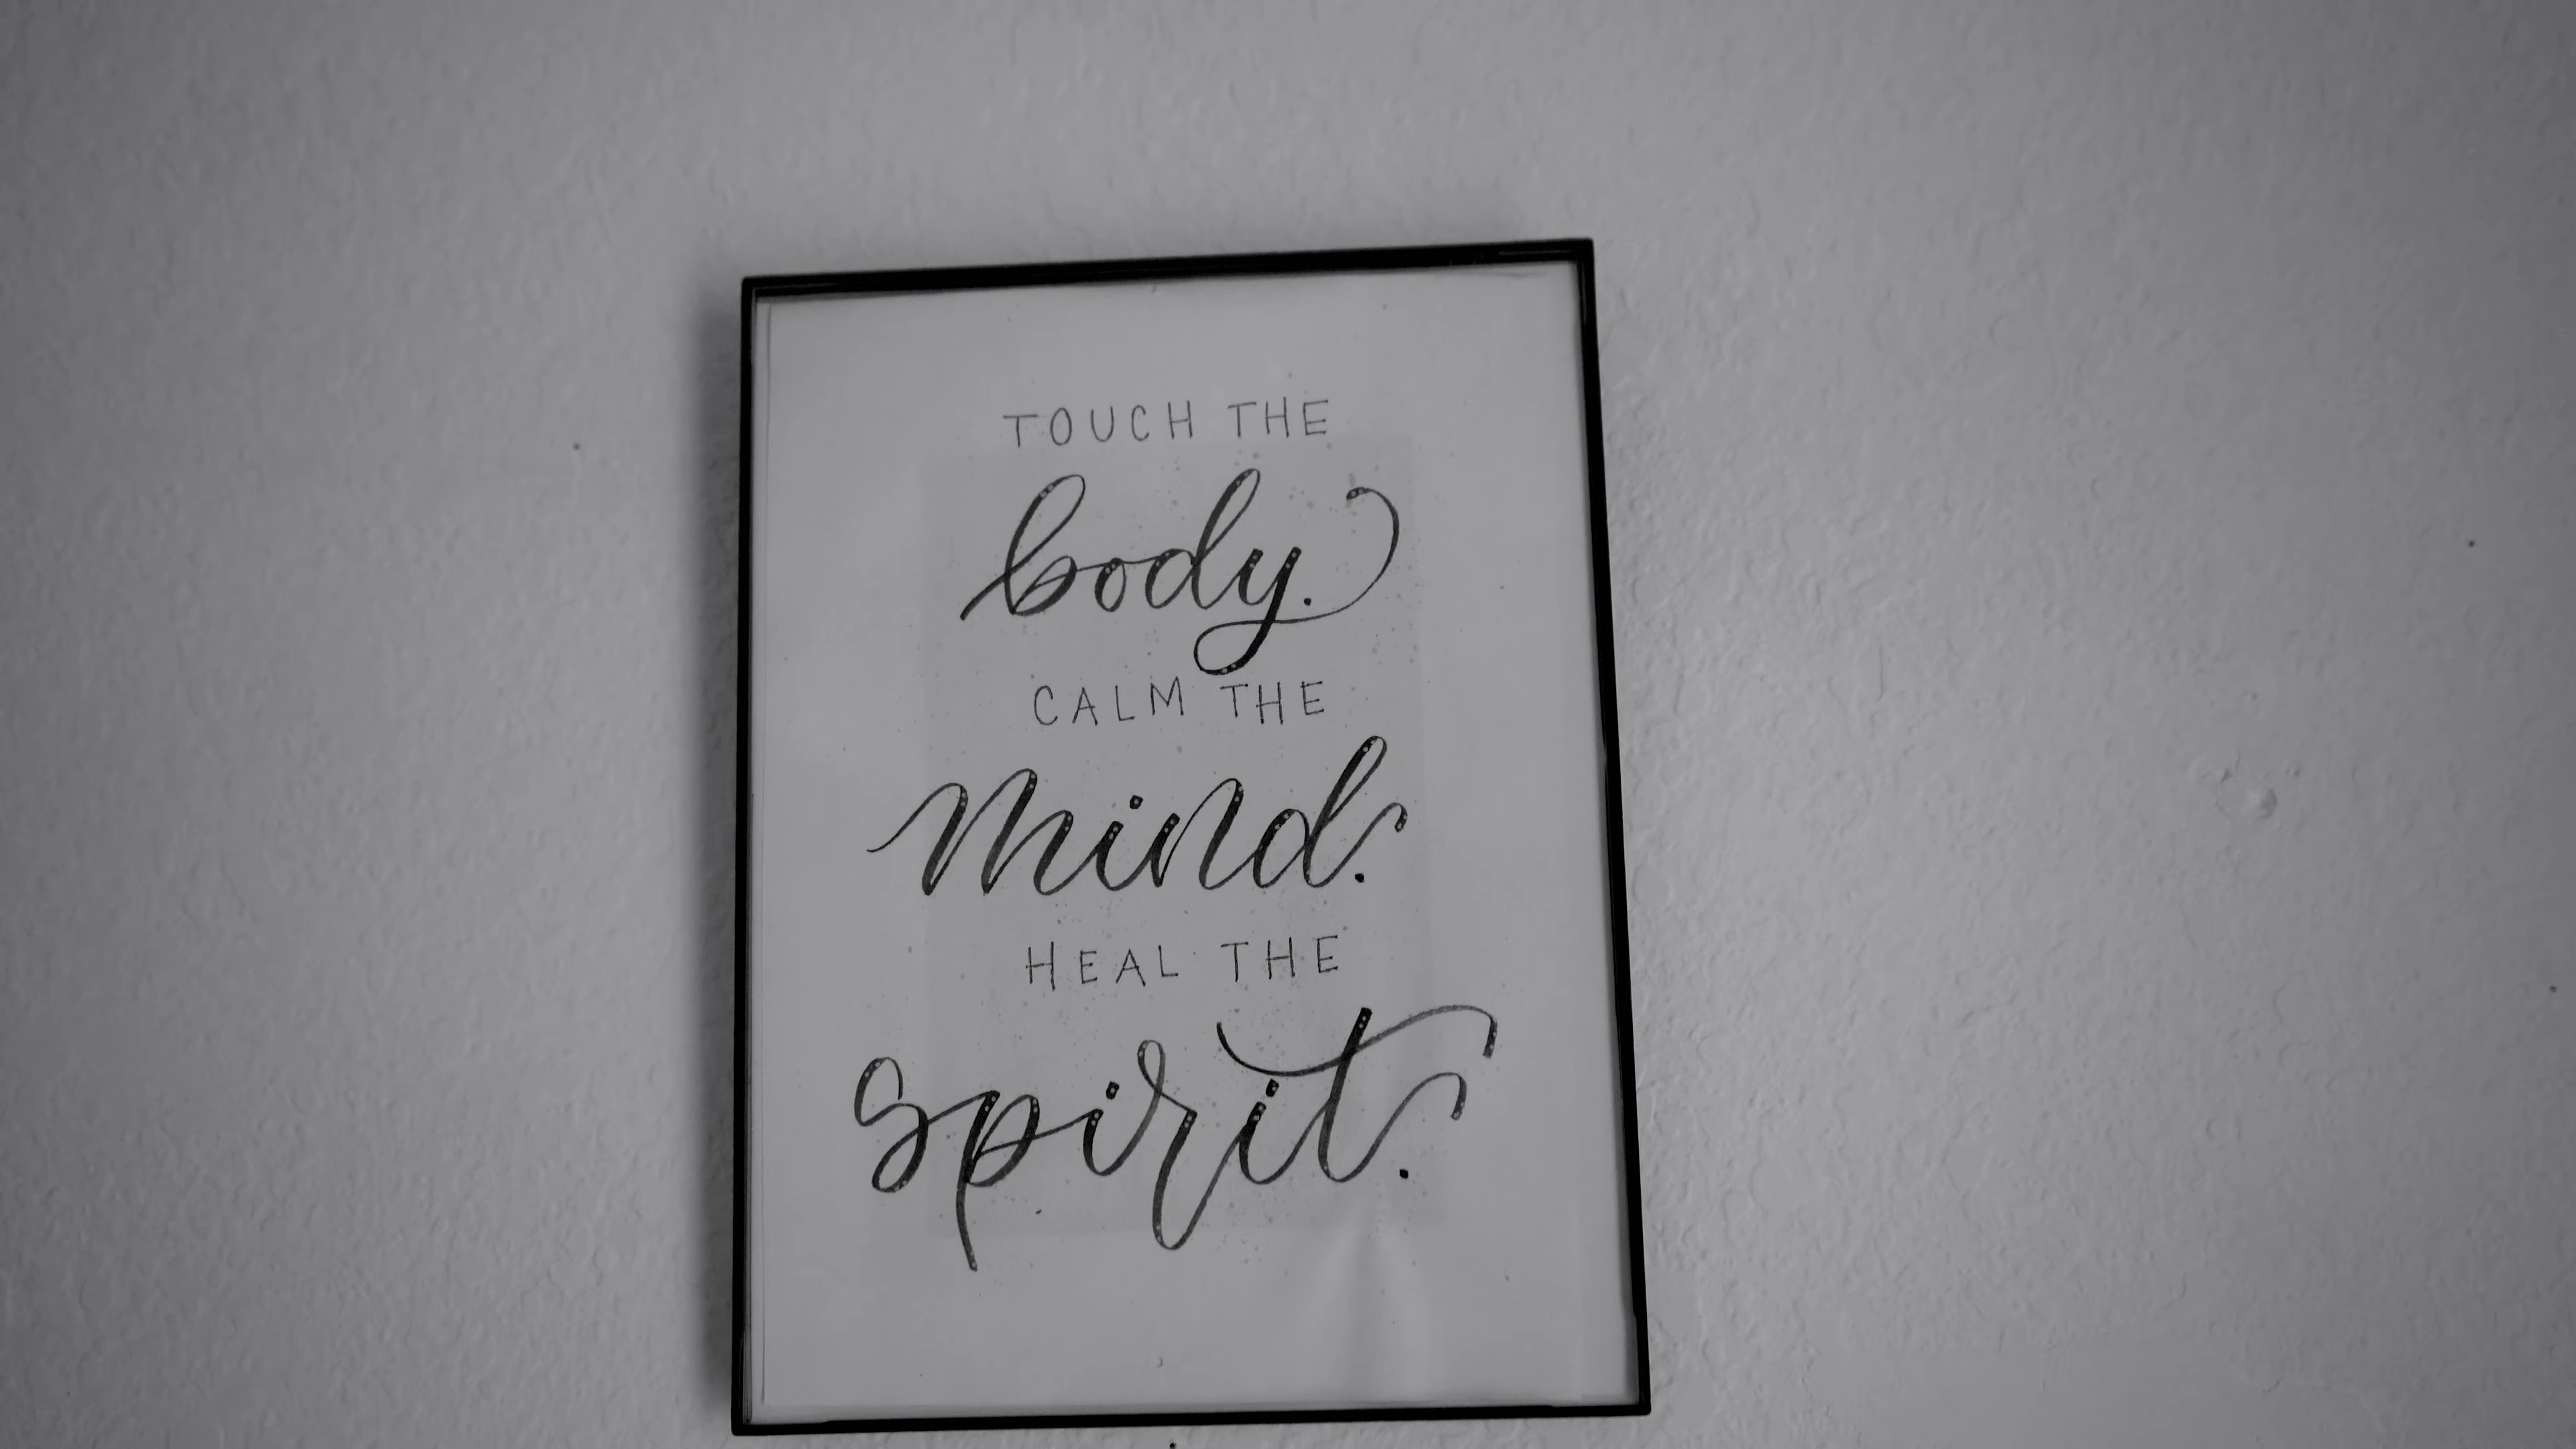 TOUCH THE
body.
CALM THE
mind.
HEAL THE
spirit.